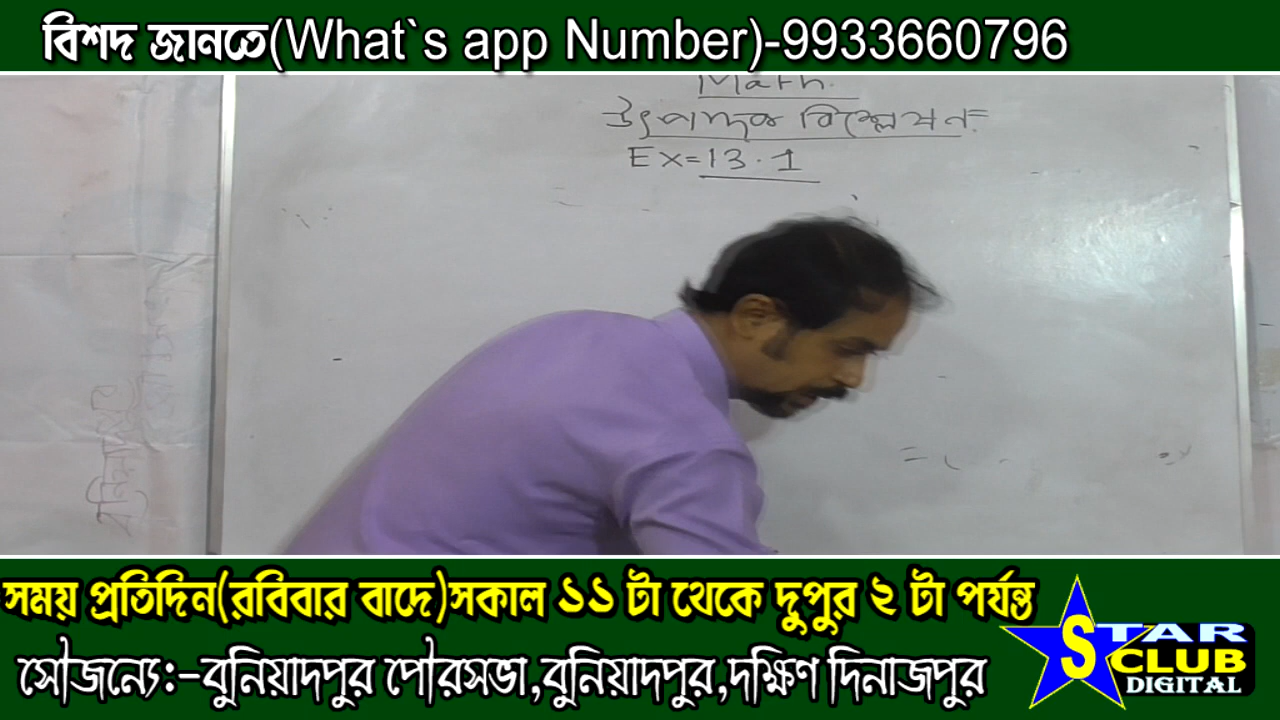 বিশদ জানতে(What`s app Number)-9933660796
Math.
উৎপাদক বিশ্লেষণ:
Ex=13.1
সময় প্রতিদিন(রবিবার বাদে)সকাল ১১ টা থেকে দুপুর ২ টা পর্যন্ত
সৌজন্যে:-বুনিয়াদপুর পৌরসভা,বুনিয়াদপুর,দক্ষিণ দিনাজপুর
STAR
CLUB
DIGITAL